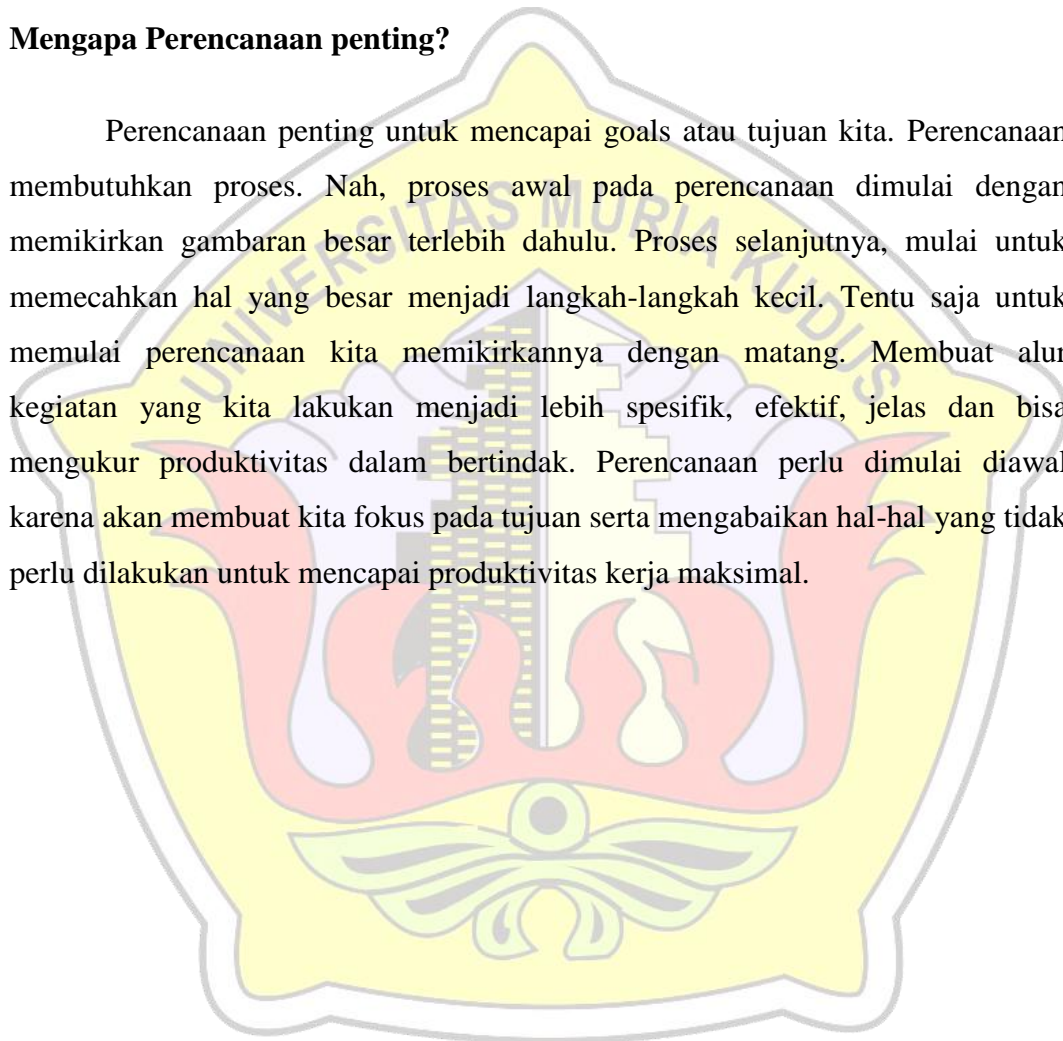 Mengapa Perencanaan penting?
Perencanaan penting untuk mencapai goals atau tujuan kita. Perencanaan
membutuhkan proses. Nah, proses awal pada perencanaan dimulai dengan
memikirkan gambaran besar terlebih dahulu. Proses selanjutnya, mulai untuk
memecahkan hal yang besar menjadi langkah-langkah kecil. Tentu saja untuk
memulai perencanaan kita memikirkannya dengan matang. Membuat alur
kegiatan yang kita lakukan menjadi lebih spesifik, efektif, jelas dan bisa
mengukur produktivitas dalam bertindak. Perencanaan perlu dimulai diawal
karena akan membuat kita fokus pada tujuan serta mengabaikan hal-hal yang tidak
perlu dilakukan untuk mencapai produktivitas kerja maksimal.
UNIVERSITAS MURIA KUDUS